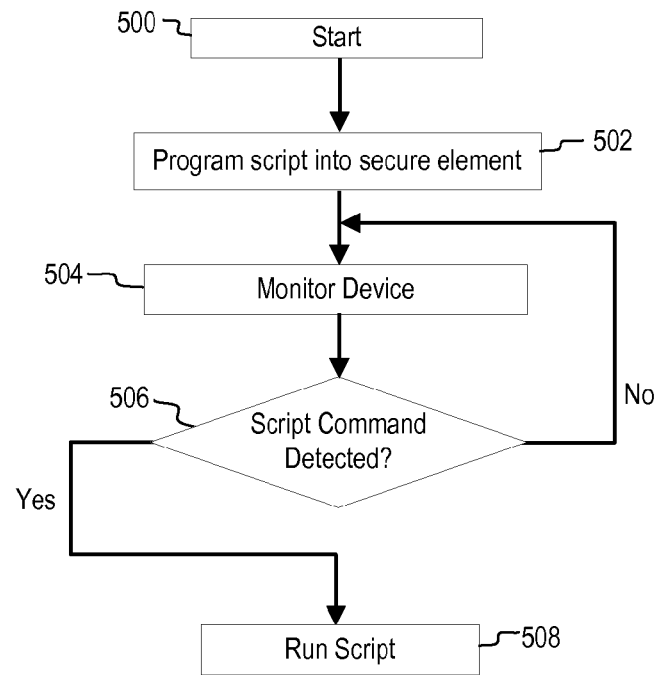 500
Start
Program script into secure element
502
504
Monitor Device
506
Script Command
Detected?
No
Yes
Run Script
508